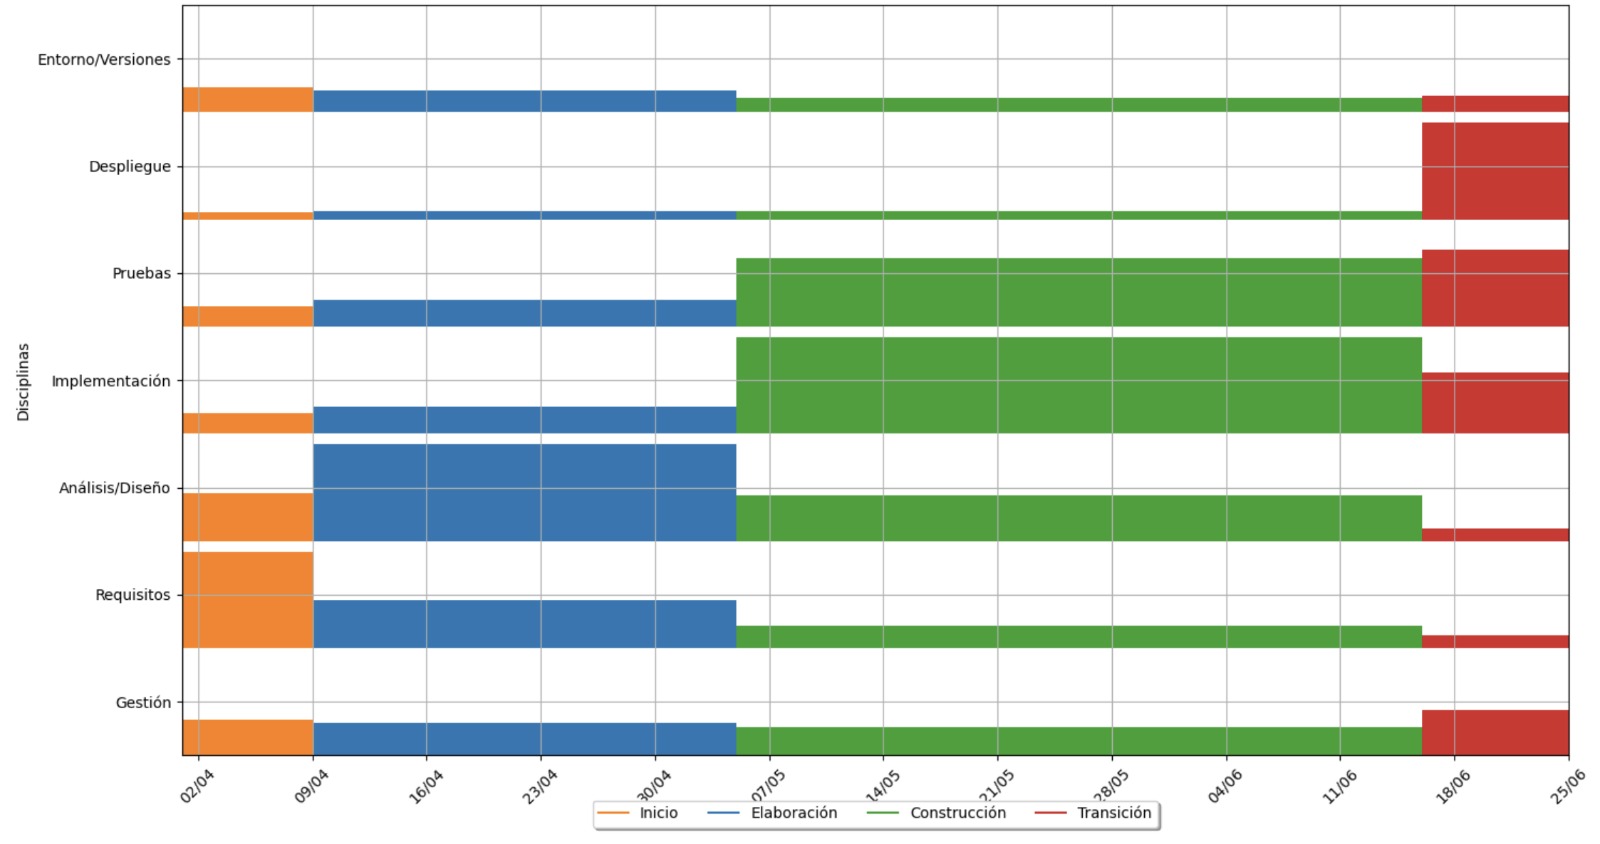 Disciplinas
Entorno/Versiones
Despliegue
Pruebas
Implementación
Análisis/Diseño
Requisitos
Gestión
02/04
09/04
16/04
23/04
30/04
07/05
14/05
21/05
28/05
04/06
11/06
18/06
25/06
Inicio Elaboración Construcción Transición